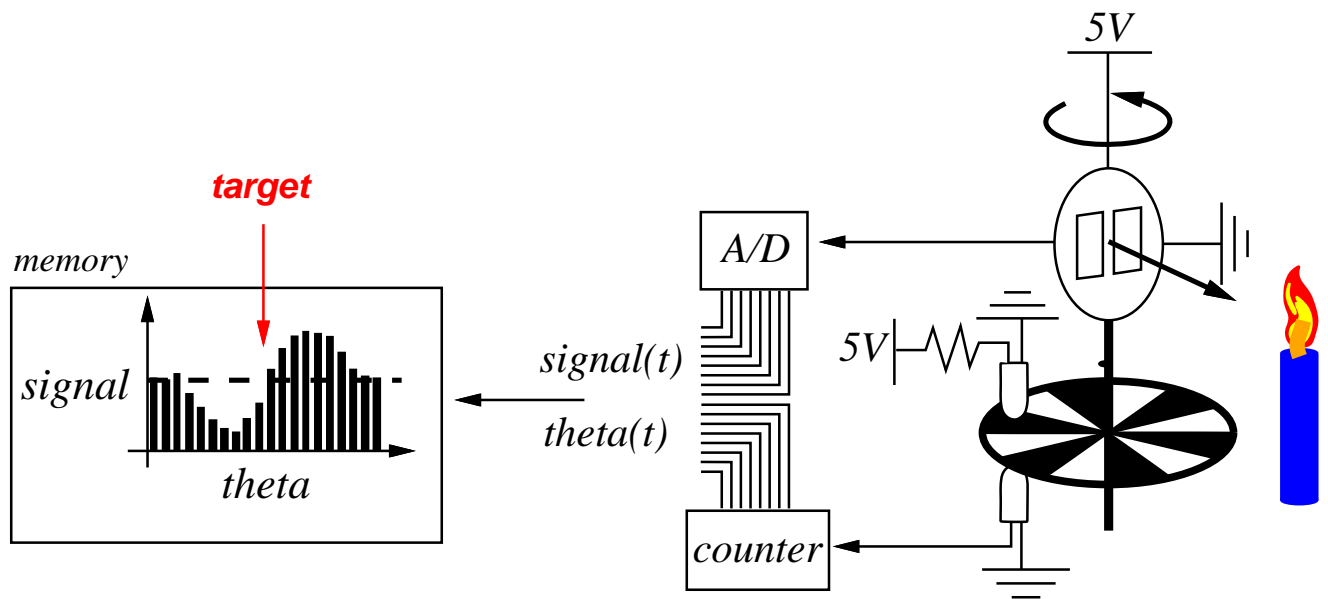 5V
target
A/D
memory
signal(t)
5V
signal
theta(t)
theta
counter